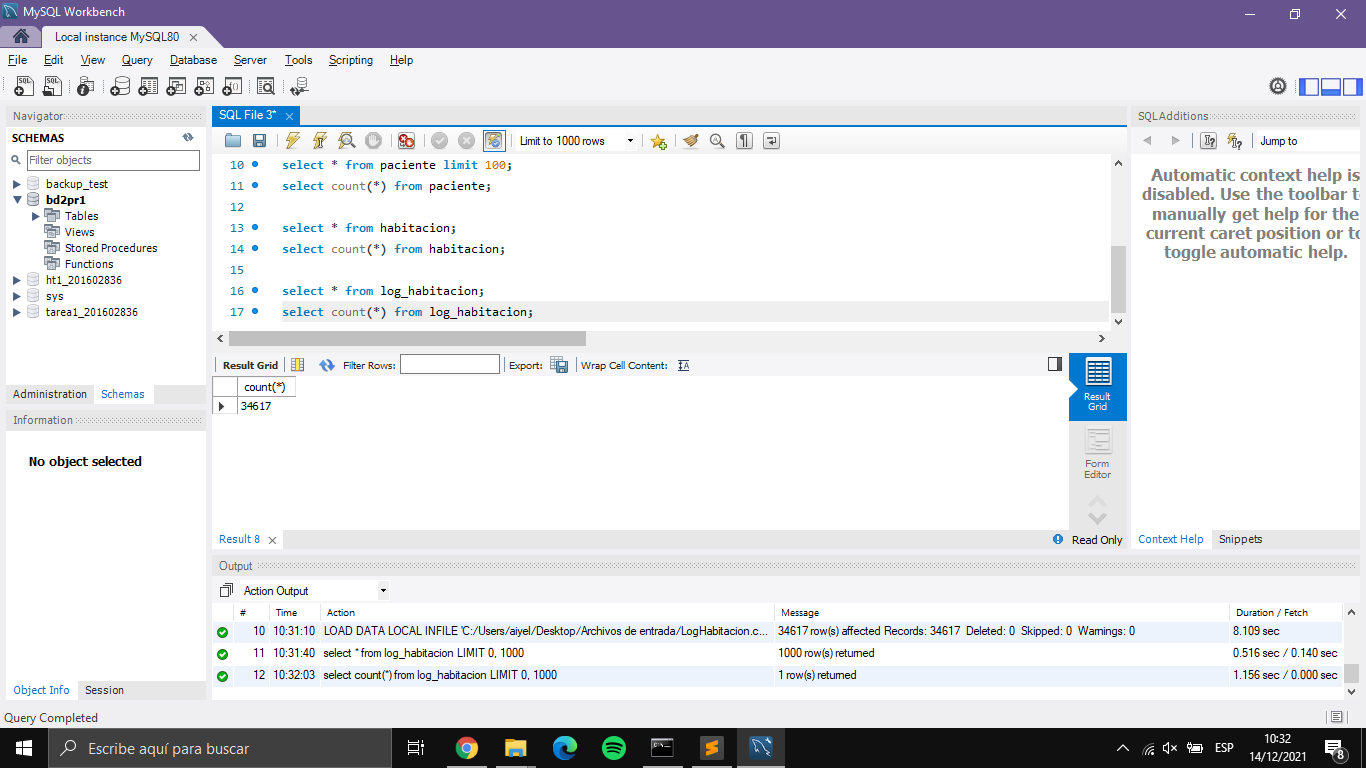 MySQL Workbench
Local instance MySQL80
File Edit View Query Database Server Tools Scripting Help
Navigator
SCHEMAS
Filter objects
backup_test
bd2pr1
Tables
Views
Stored Procedures
Functions
ht1_201602836
sys
tarea1_201602836
Administration Schemas
Information
No object selected
Object Info Session
SQL File 3*
Limit to 1000 rows
10 select * from paciente limit 100;
11 select count(*) from paciente;
12
13 select * from habitacion;
14 select count(*) from habitacion;
15
16 select * from log_habitacion;
17 select count(*) from log_habitacion;
Result Grid Filter Rows: Export: Wrap Cell Content:
count(*)
34617
Result
Grid
Form
Editor
Result 8
Read Only
SQLAdditions
Jump to
Automatic context help is
disabled. Use the toolbar t
manually get help for the
current caret position or to
toggle automatic help.
Context Help Snippets
Output
Action Output
# Time Action Message Duration / Fetch
10 10:31:10 LOAD DATA LOCAL INFILE 'C:/Users/aiyel/Desktop/Archivos de entrada/LogHabitacion.c... 34617 row(s) affected Records: 34617 Deleted: 0 Skipped: 0 Warnings: 0 8.109 sec
11 10:31:40 select * from log_habitacion LIMIT 0, 1000 1000 row(s) returned 0.516 sec / 0.140 sec
12 10:32:03 select count(*) from log_habitacion LIMIT 0, 1000 1 row(s) returned 1.156 sec / 0.000 sec
Query Completed
Escribe aquí para buscar
ESP
10:32
14/12/2021
8